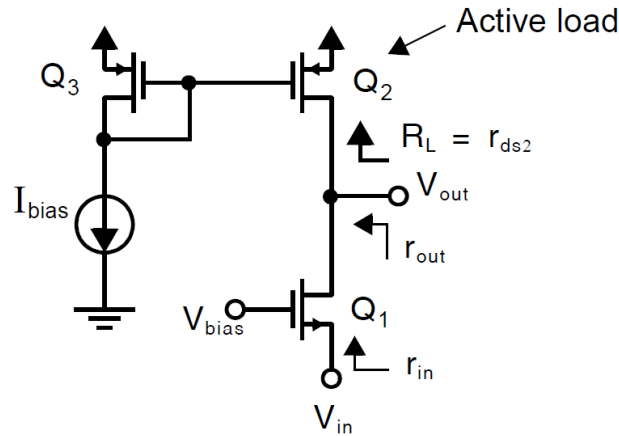 Active load
Q3
Q2
RL = rds2
Vout
Ibias
rout
Vbias
Q1
rin
Vin